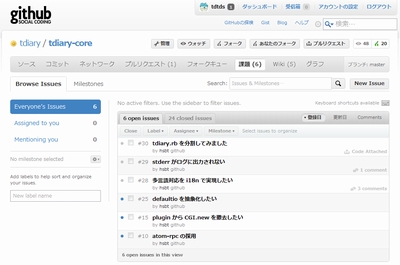 github
SOCIAL CODING
tdtds 5 ダッシュボード 受信箱 0 アカウントの設定 ログアウト
GitHubの探検 Gist Blog ヘルプ 検索...
tdiary / tdiary-core
管理 ウォッチ フォーク あなたのフォーク プルリクエスト 48 20
ソース コミット ネットワーク プルリクエスト (1) フォークキュー 課題 (6) Wiki (5) グラフ ブランチ: master
Browse Issues Milestones Search: Issues & Milestones... New Issue
Everyone's Issues 6
Assigned to you 0
Mentioning you 0
No milestone selected
Add labels to help sort and organize your issues.
New label name
No active filters. Use the sidebar to filter issues. Keyboard shortcuts available
6 open issues 24 closed issues 登録日 更新日 Comments
Close Label Assignee Milestone Select issues to organize
#30 tdiary.rb を分割してみました
by hsbt github Code Attached
#29 stderr がログに出力されない
by hsbt github 1 comment
#28 多言語対応を i18n で実現したい
by hsbt github 3 comments
#25 defaultio を抽象化したい
by hsbt github
#15 plugin から CGI.new を撤去したい
by hsbt github
#10 atom-rpc の採用
by hsbt github
6 open issues in this view